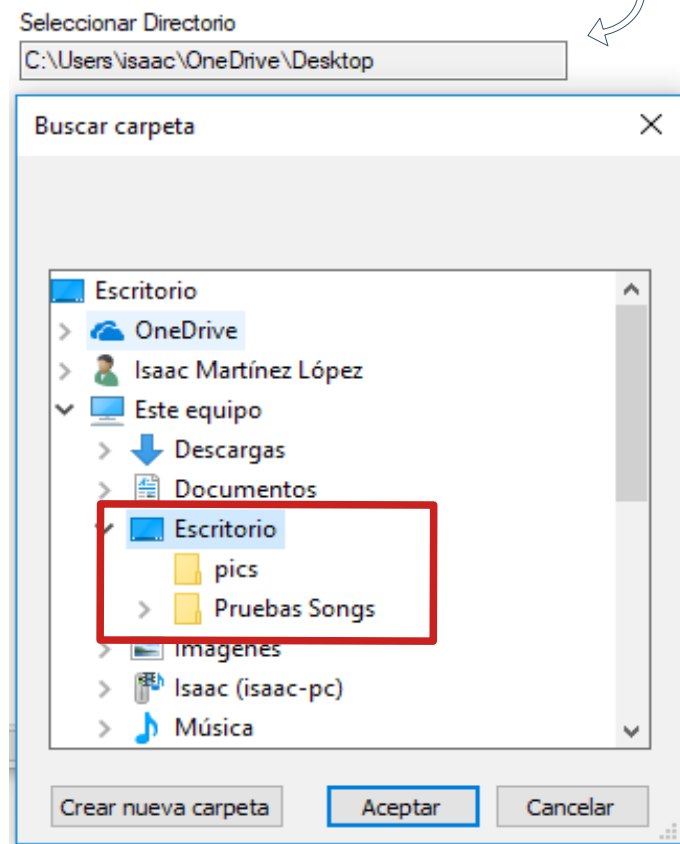 Seleccionar Directorio
C:\Users\isaac\OneDrive\Desktop
Buscar carpeta
Escritorio
OneDrive
Isaac Martínez López
Este equipo
Descargas
Documentos
Escritorio
pics
Pruebas Songs
Imágenes
Isaac (isaac-pc)
Música
Crear nueva carpeta
Aceptar
Cancelar